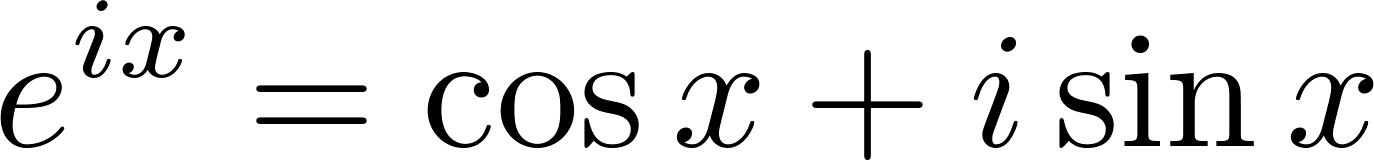 e^{ix} = cos x + i sin x